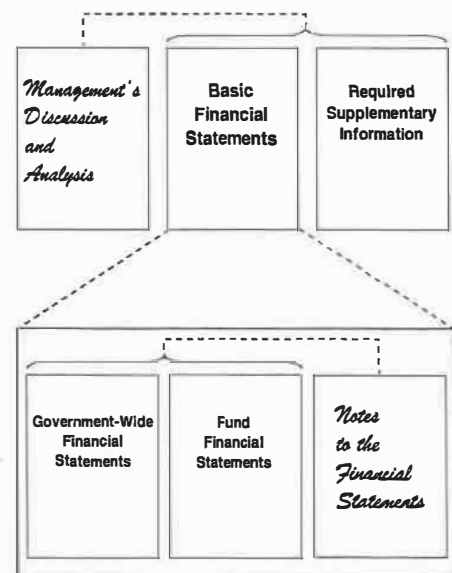 Management's
Discussion
and
Analysis
Basic
Financial
Statements
Required
Supplementary
Information
Government-Wide
Financial
Statements
Fund
Financial
Statements
Notes
to the
Financial
Statements